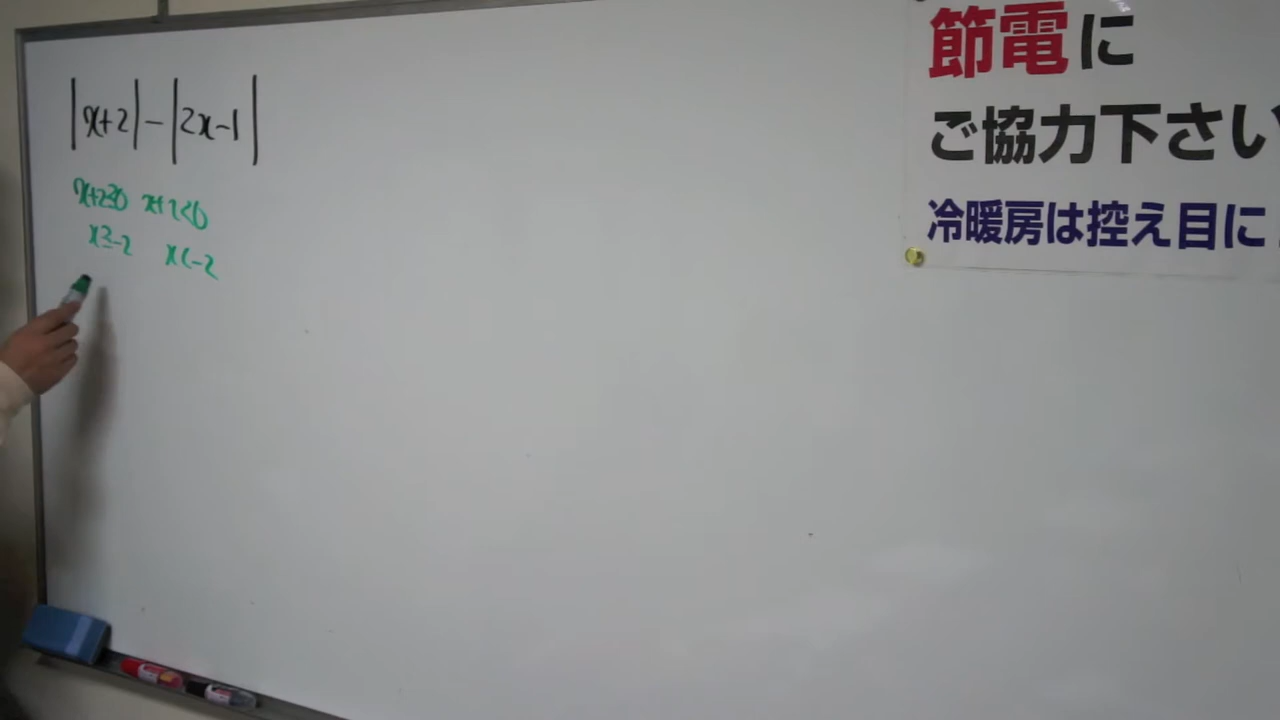 |x+2|-|2x-1|
x+2≥0 x+2<0
x≥-2 x<-2
節電に
ご協力下さい
冷暖房は控え目に